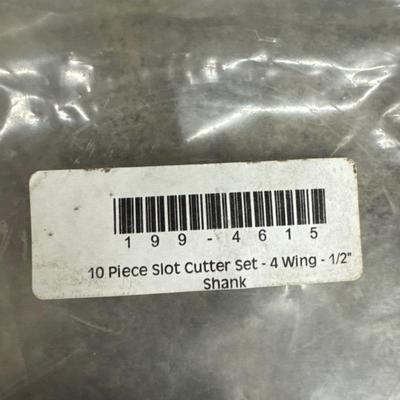 199-4615
10 Piece Slot Cutter Set - 4 Wing - 1/2"
Shank